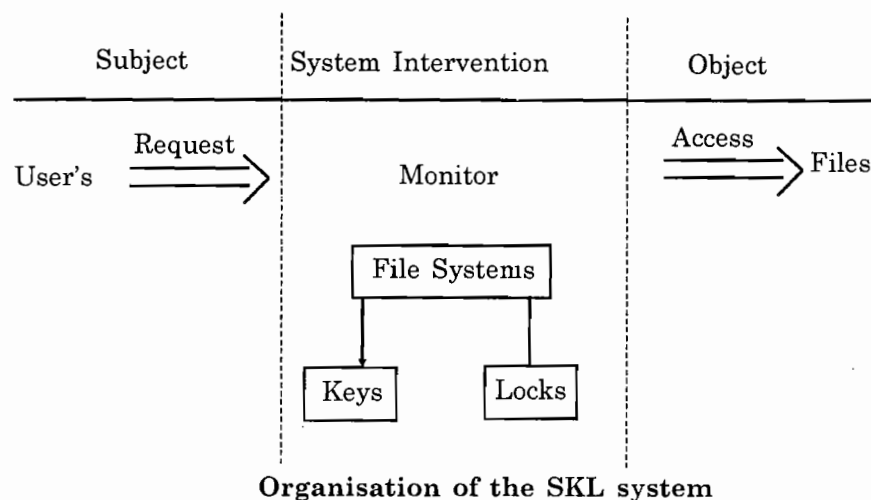 Subject System Intervention Object
Request Access
User's Monitor Files
File Systems
Keys Locks
Organisation of the SKL system